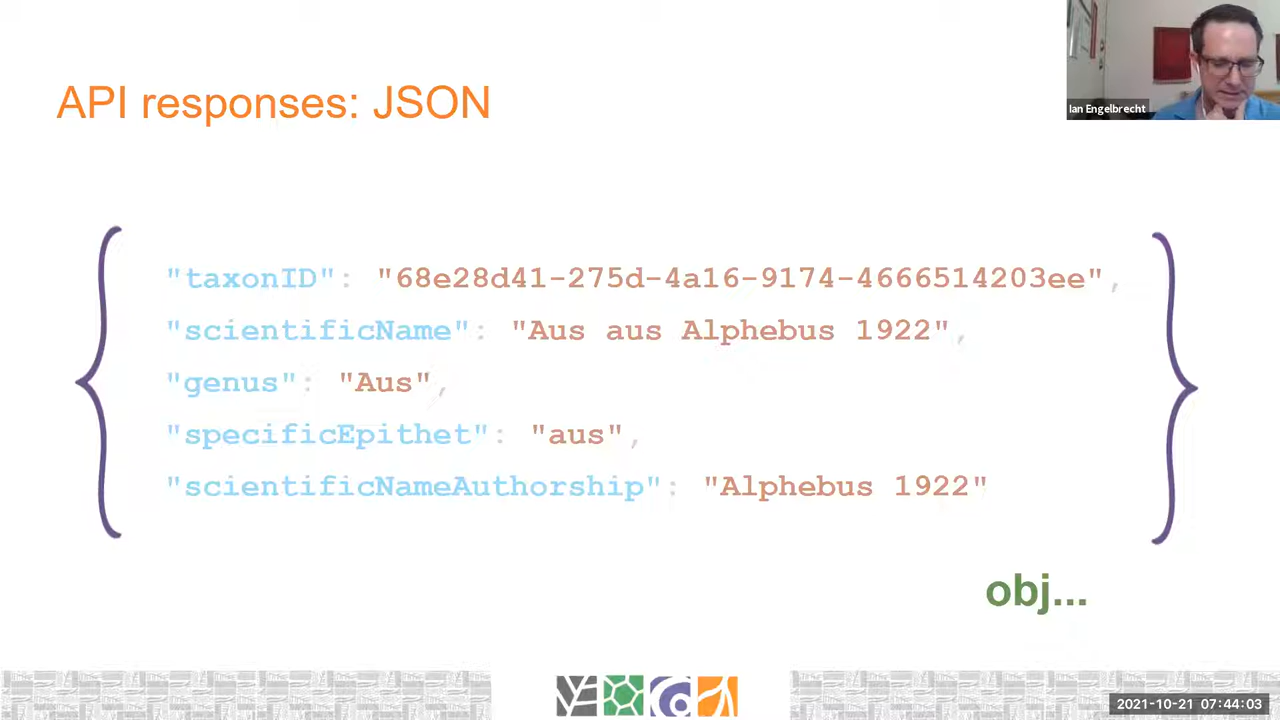 Ian Engelbrecht
API responses: JSON
{
"taxonID": "68e28d41-275d-4a16-9174-4666514203ee",
"scientificName": "Aus aus Alphebus 1922",
"genus": "Aus",
"specificEpithet": "aus",
"scientificNameAuthorship": "Alphebus 1922"
}
obj...
2021-10-21 07:44:03